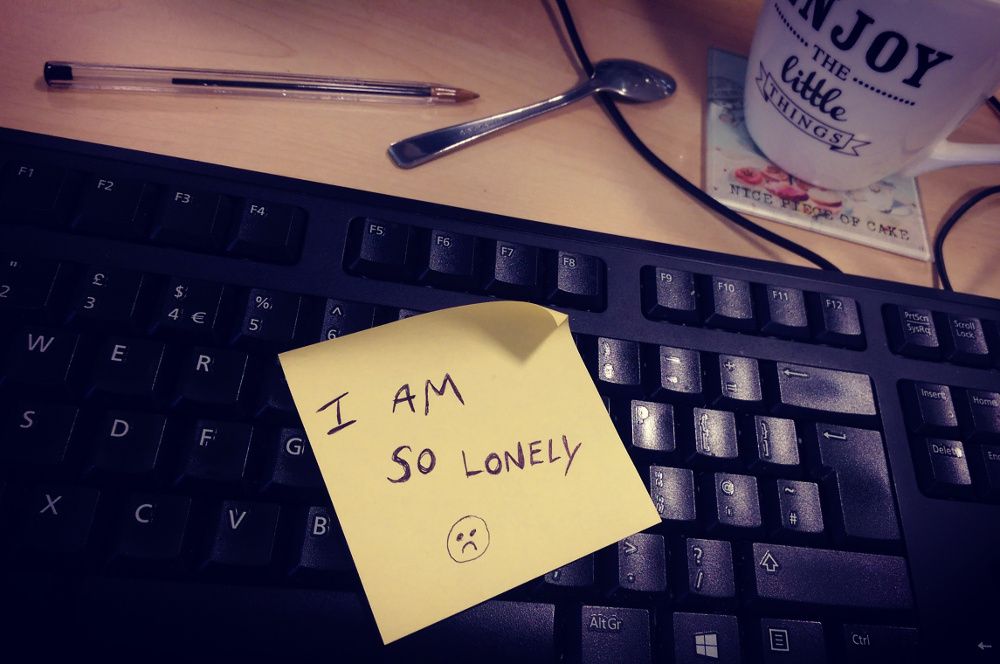 ENJOY
THE
little
THINGS
NICE PIECE OF CAKE
F1 F2 F3 F4 F5 F6 F7 F8 F9 F10 F11 F12
PrtScn
SysRq
Scroll
Lock
" 2 £ 3 $ 4 € % 5 ^ 6
+ =
Insert Home
W E R
Delete
S D F G
@ ~ #
X C V B
> . ? /
AltGr Ctrl
I AM
SO LONELY